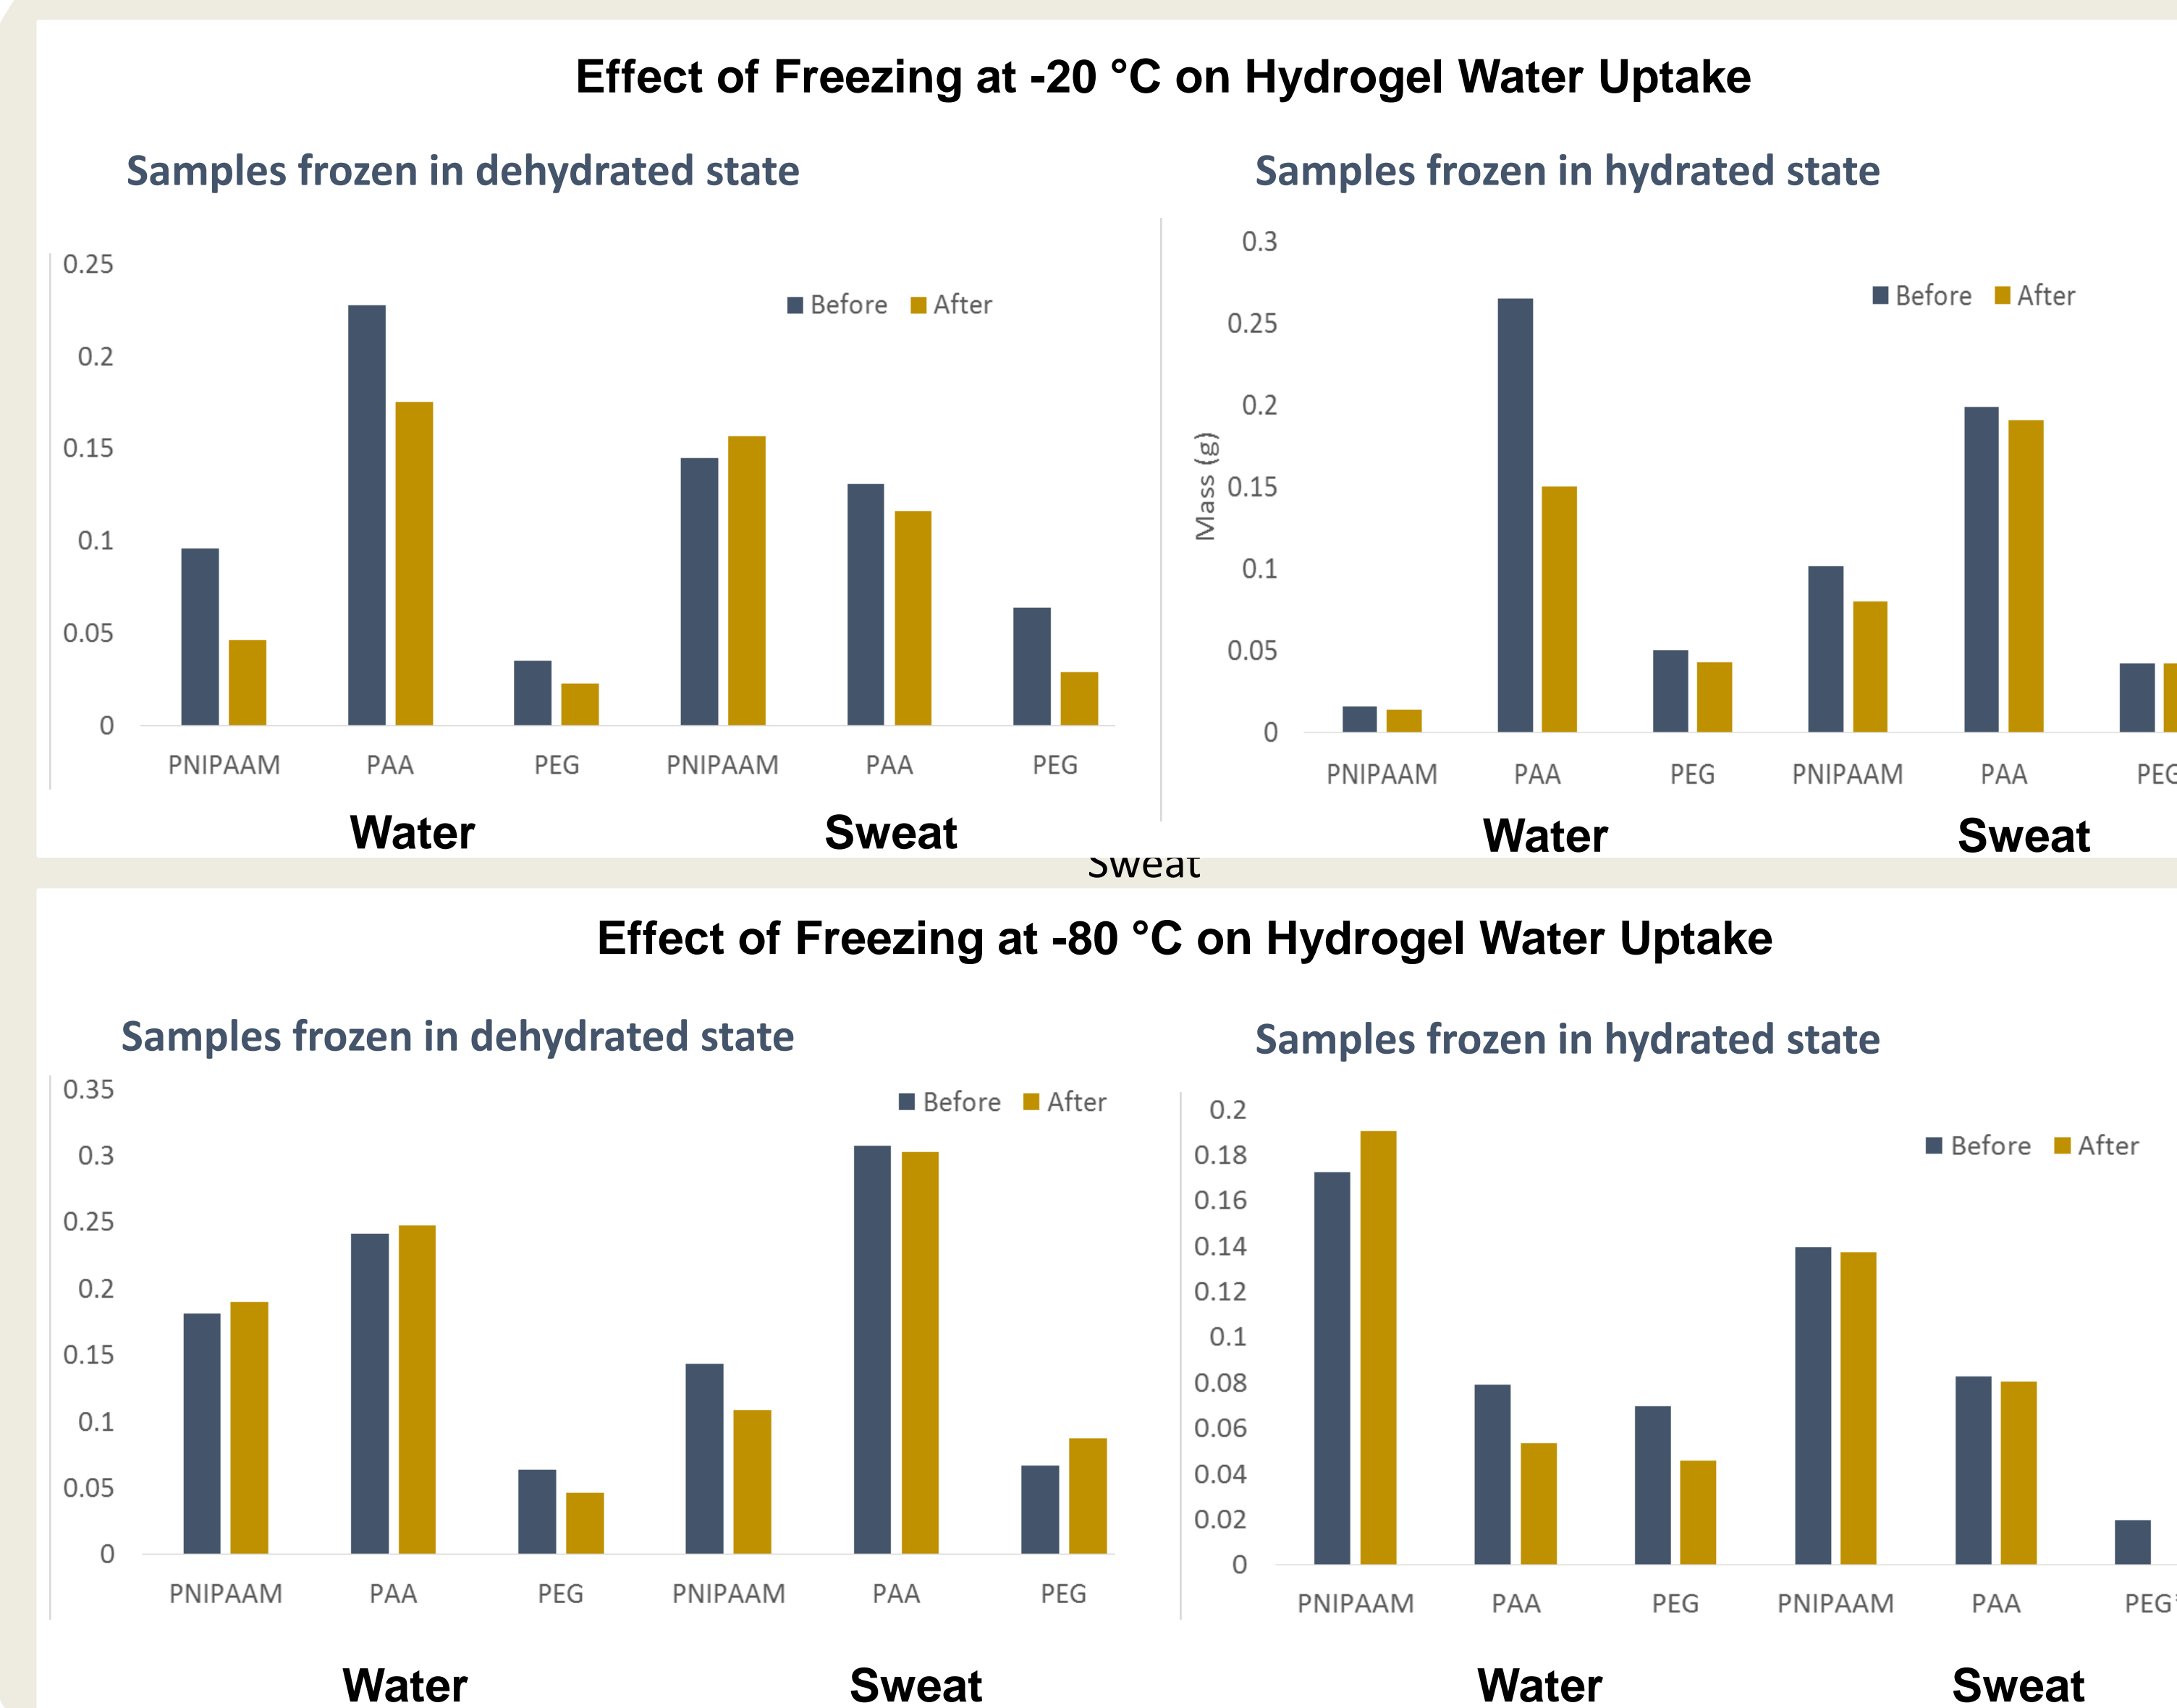 Effect of Freezing at -20 °C on Hydrogel Water Uptake
Samples frozen in dehydrated state
0.25
0.2
0.15
0.1
0.05
0
Before After
PNIPAAM PAA PEG PNIPAAM PAA PEG
Water Sweat
Samples frozen in hydrated state
Mass (g)
0.3
0.25
0.2
0.15
0.1
0.05
0
Before After
PNIPAAM PAA PEG PNIPAAM PAA PEG
Water Sweat
Sweat
Effect of Freezing at -80 °C on Hydrogel Water Uptake
Samples frozen in dehydrated state
0.35
0.3
0.25
0.2
0.15
0.1
0.05
0
Before After
PNIPAAM PAA PEG PNIPAAM PAA PEG
Water Sweat
Samples frozen in hydrated state
0.2
0.18
0.16
0.14
0.12
0.1
0.08
0.06
0.04
0.02
0
Before After
PNIPAAM PAA PEG PNIPAAM PAA PEG
Water Sweat